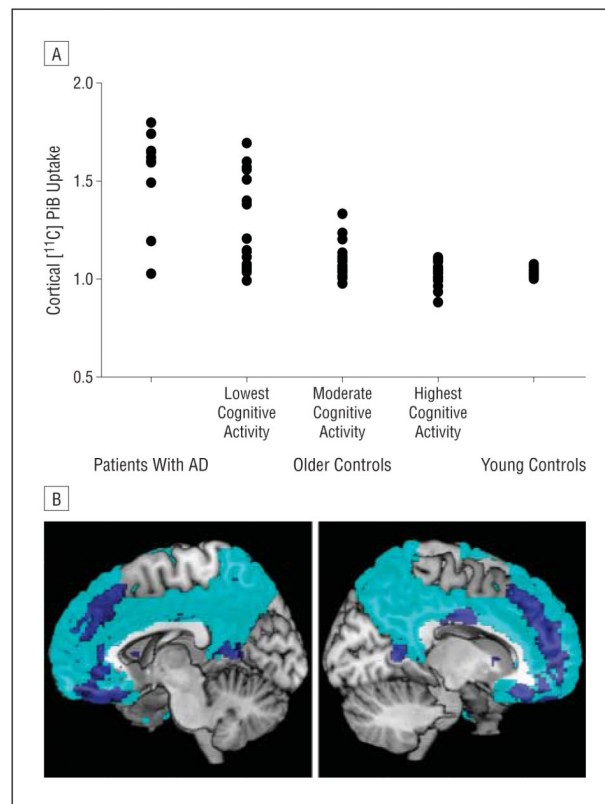 A
2.0
1.5
1.0
0.5
Cortical [¹¹C] PiB Uptake
Lowest
Cognitive
Activity
Moderate
Cognitive
Activity
Highest
Cognitive
Activity
Patients With AD
Older Controls
Young Controls
B